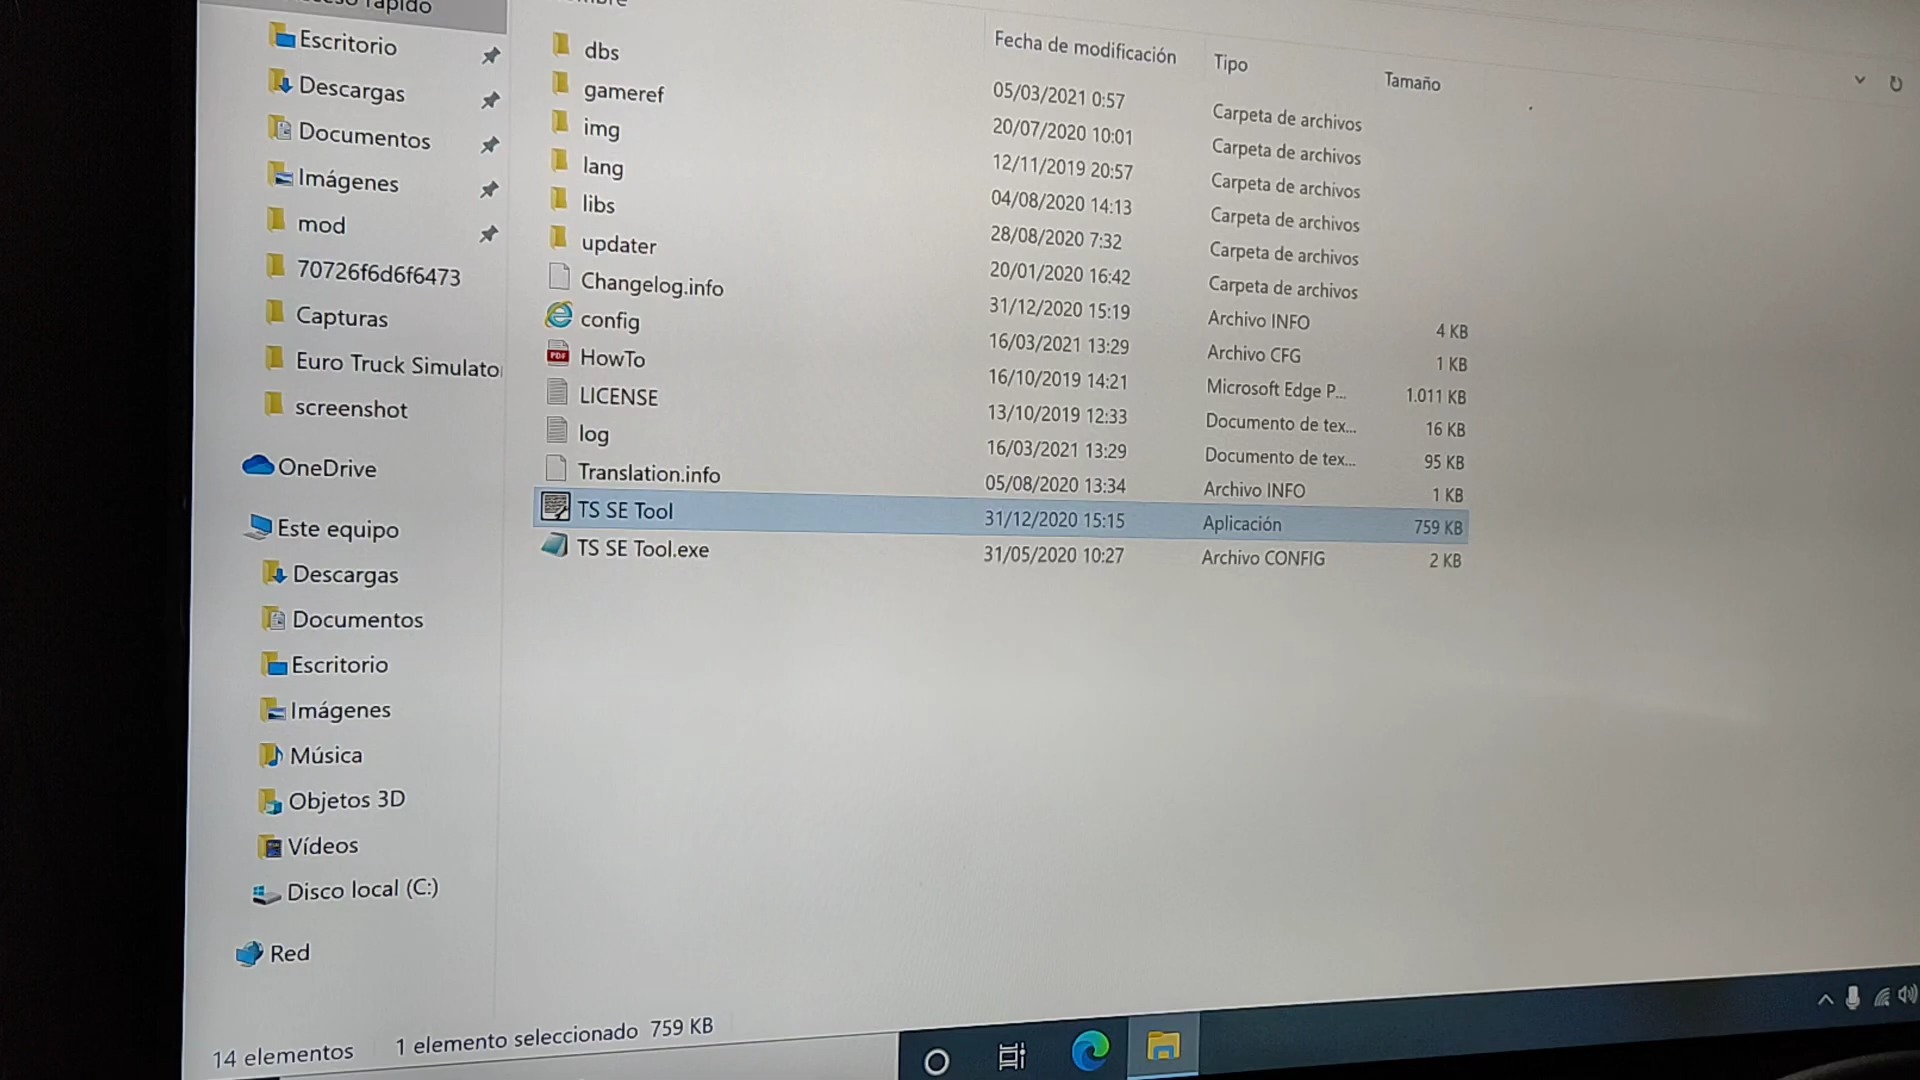 rápido
Escritorio
Descargas
Documentos
Imágenes
mod
70726f6d6f6473
Capturas
Euro Truck Simulato
screenshot
OneDrive
Este equipo
Descargas
Documentos
Escritorio
Imágenes
Música
Objetos 3D
Vídeos
Disco local (C:)
Red
Fecha de modificación Tipo Tamaño
dbs 05/03/2021 0:57 Carpeta de archivos
gameref 20/07/2020 10:01 Carpeta de archivos
img 12/11/2019 20:57 Carpeta de archivos
lang 04/08/2020 14:13 Carpeta de archivos
libs 28/08/2020 7:32 Carpeta de archivos
updater 20/01/2020 16:42 Carpeta de archivos
Changelog.info 31/12/2020 15:19 Archivo INFO 4 KB
config 16/03/2021 13:29 Archivo CFG 1 KB
HowTo 16/10/2019 14:21 Microsoft Edge P... 1.011 KB
LICENSE 13/10/2019 12:33 Documento de tex... 16 KB
log 16/03/2021 13:29 Documento de tex... 95 KB
Translation.info 05/08/2020 13:34 Archivo INFO 1 KB
TS SE Tool 31/12/2020 15:15 Aplicación 759 KB
TS SE Tool.exe 31/05/2020 10:27 Archivo CONFIG 2 KB
14 elementos 1 elemento seleccionado 759 KB